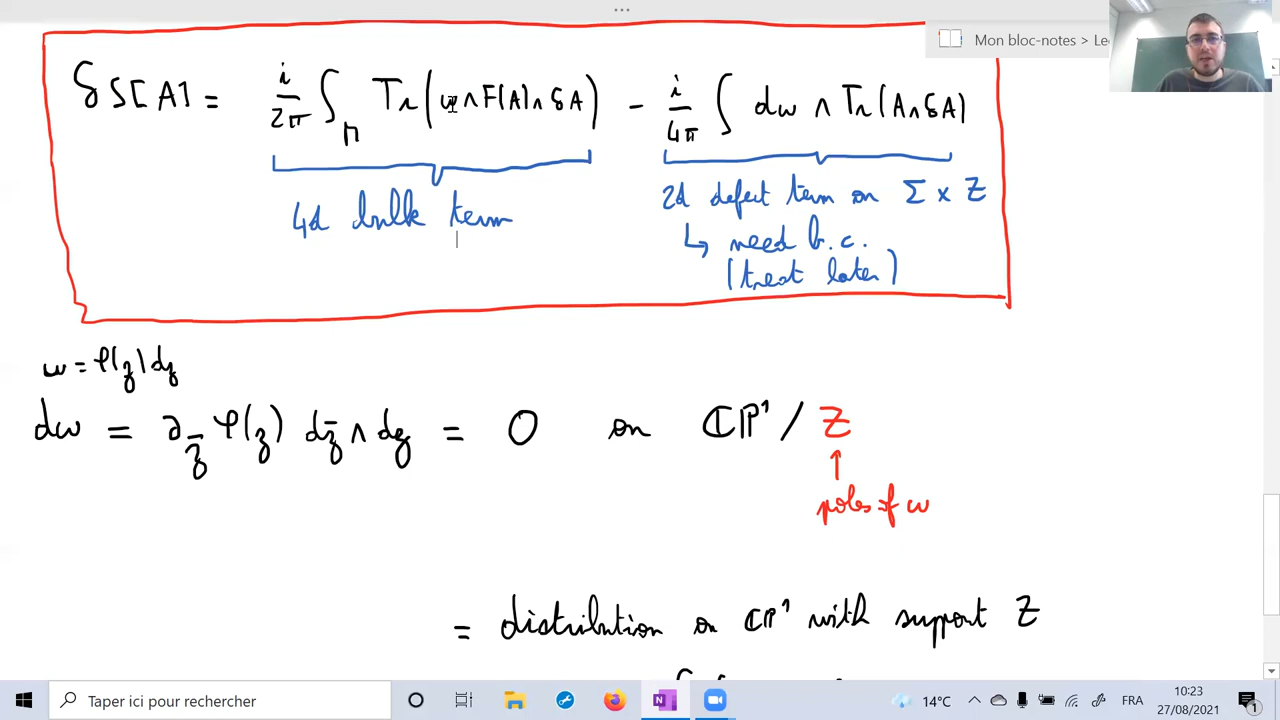 ...
Mon bloc-notes > Le
δS[A] = i/2π ∫_M Tr(ω∧F(A)∧δA) - i/4π ∫ dω ∧ Tr(A∧δA)
4d bulk term
2d defect term on Σ × Z
↳ need b.c.
(treat later)
ω = φ(z)dz
dω = ∂_z̄ φ(z) dz̄∧dz = 0 on ℂℙ¹/Z
↑
poles of ω
= distribution on ℂℙ¹ with support Z
Taper ici pour rechercher
14°C
FRA
10:23
27/08/2021
1